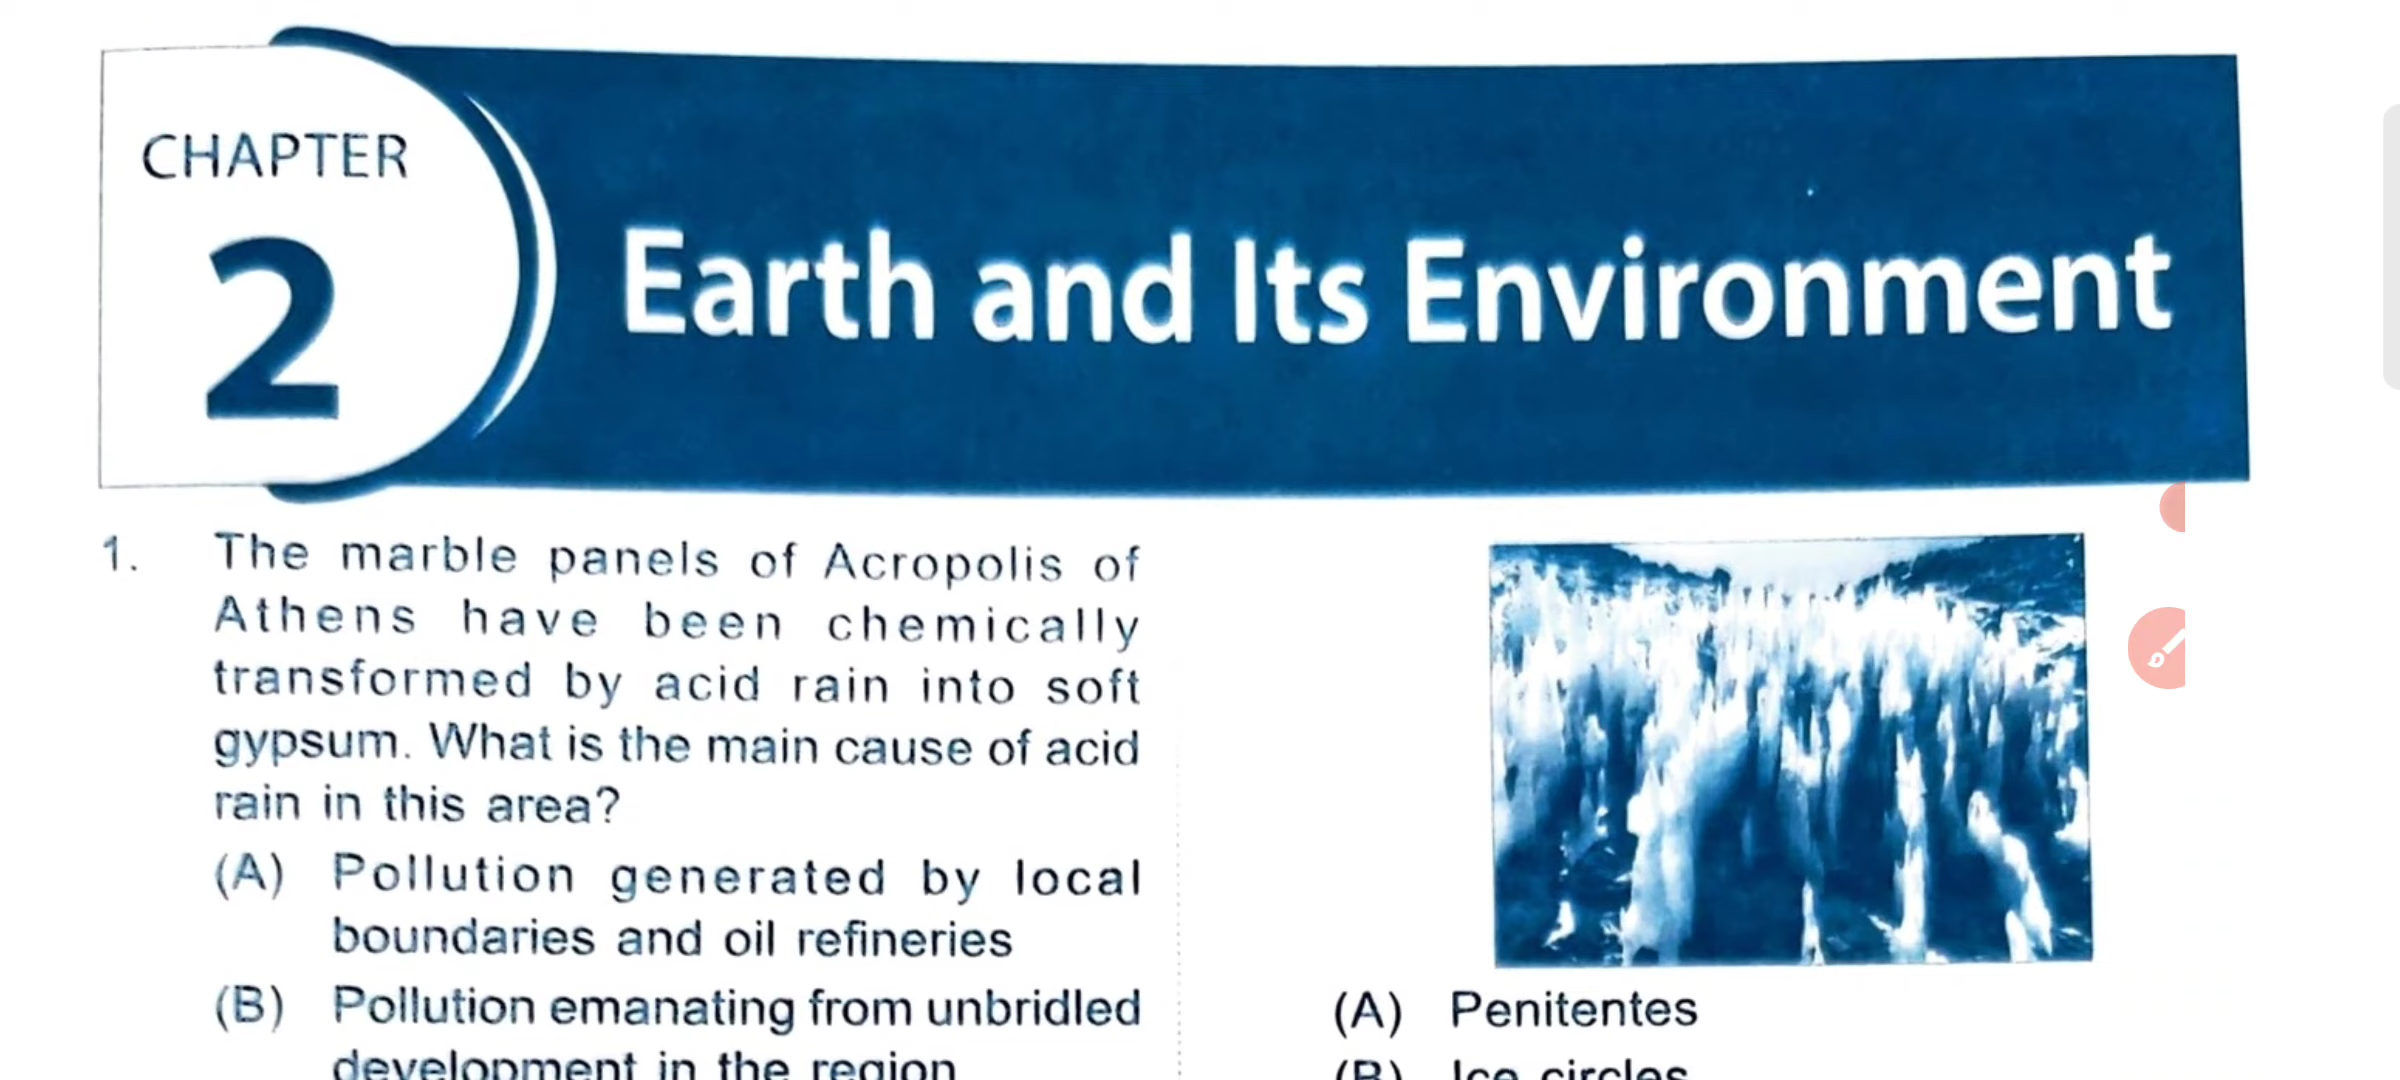 CHAPTER
2
Earth and Its Environment
1. The marble panels of Acropolis of
Athens have been chemically
transformed by acid rain into soft
gypsum. What is the main cause of acid
rain in this area?
(A) Pollution generated by local
boundaries and oil refineries
(B) Pollution emanating from unbridled
development in the region
(A) Penitentes
(B) Ice circles